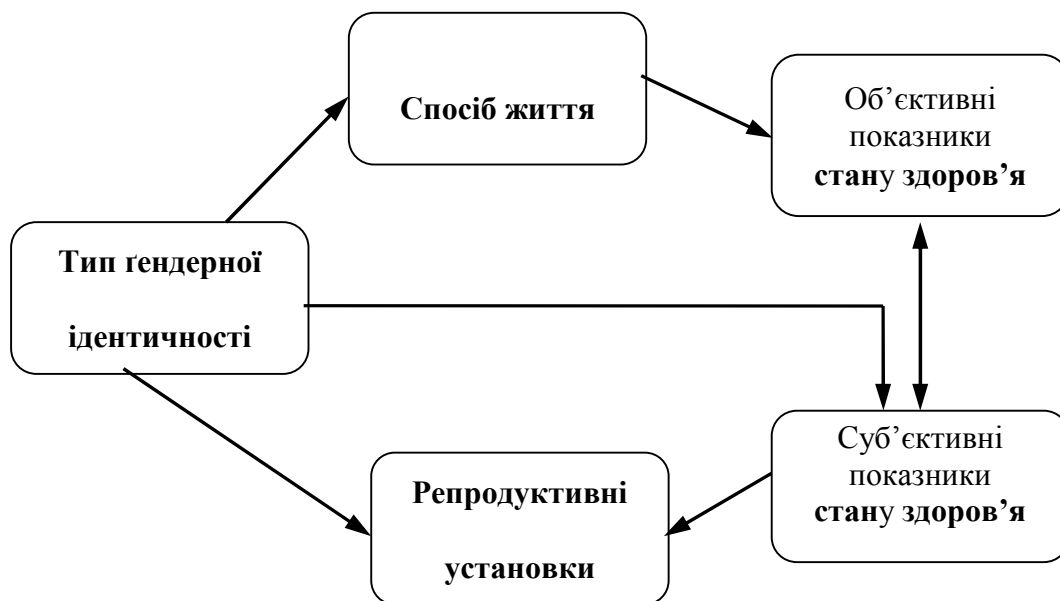 Спосіб життя
Об’єктивні
показники
стану здоров’я
Тип ґендерної
ідентичності
Суб’єктивні
показники
стану здоров’я
Репродуктивні
установки